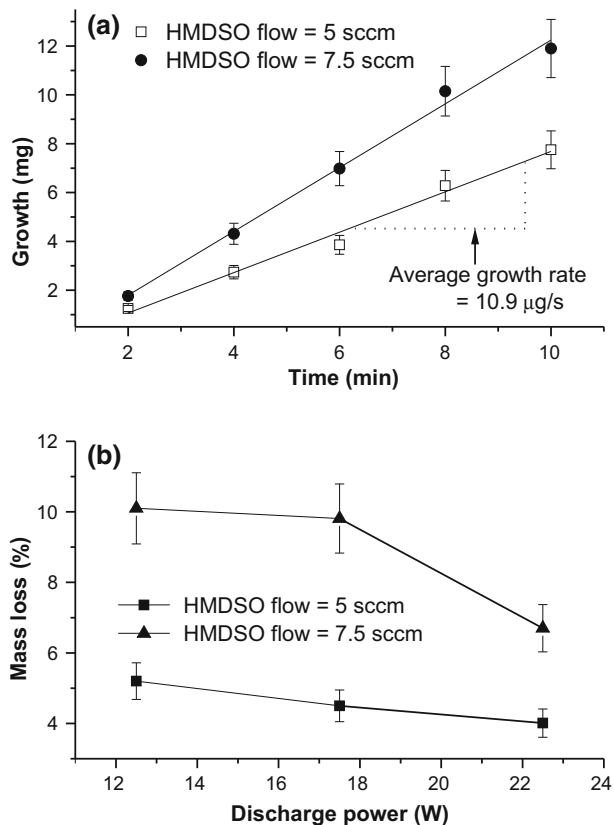 (a)
HMDSO flow = 5 sccm
HMDSO flow = 7.5 sccm
12
10
8
6
4
2
Growth (mg)
Average growth rate
= 10.9 μg/s
2
4
6
8
10
Time (min)
(b)
12
10
8
6
4
Mass loss (%)
HMDSO flow = 5 sccm
HMDSO flow = 7.5 sccm
12
14
16
18
20
22
24
Discharge power (W)